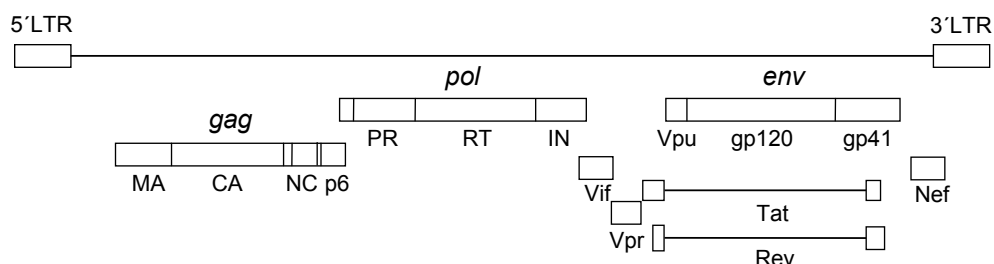 5´LTR 3´LTR
pol env
gag
PR RT IN Vpu gp120 gp41
MA CA NC p6
Vif Nef
Tat
Vpr
Rev